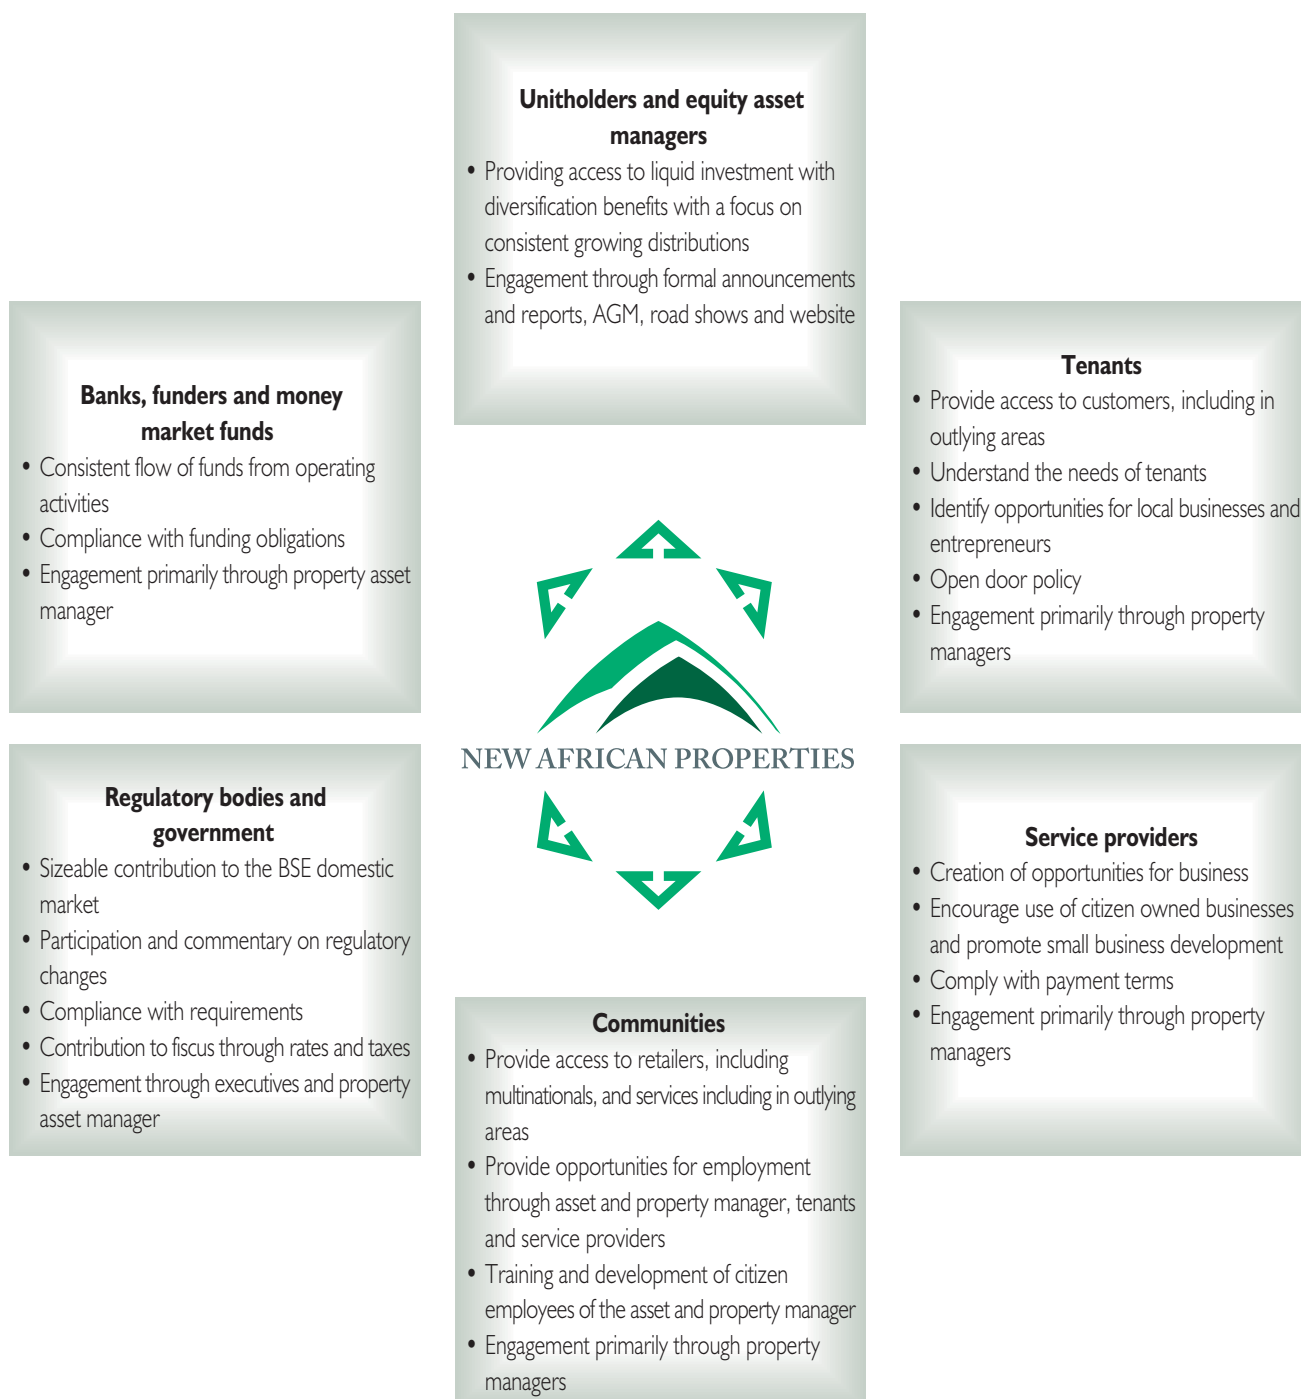 Unitholders and equity asset
managers
• Providing access to liquid investment with
diversification benefits with a focus on
consistent growing distributions
• Engagement through formal announcements
and reports, AGM, road shows and website
Banks, funders and money
market funds
• Consistent flow of funds from operating
activities
• Compliance with funding obligations
• Engagement primarily through property asset
manager
Tenants
• Provide access to customers, including in
outlying areas
• Understand the needs of tenants
• Identify opportunities for local businesses and
entrepreneurs
• Open door policy
• Engagement primarily through property
managers
NEW AFRICAN PROPERTIES
Regulatory bodies and
government
• Sizeable contribution to the BSE domestic
market
• Participation and commentary on regulatory
changes
• Compliance with requirements
• Contribution to fiscus through rates and taxes
• Engagement through executives and property
asset manager
Service providers
• Creation of opportunities for business
• Encourage use of citizen owned businesses
and promote small business development
• Comply with payment terms
• Engagement primarily through property
managers
Communities
• Provide access to retailers, including
multinationals, and services including in outlying
areas
• Provide opportunities for employment
through asset and property manager, tenants
and service providers
• Training and development of citizen
employees of the asset and property manager
• Engagement primarily through property
managers